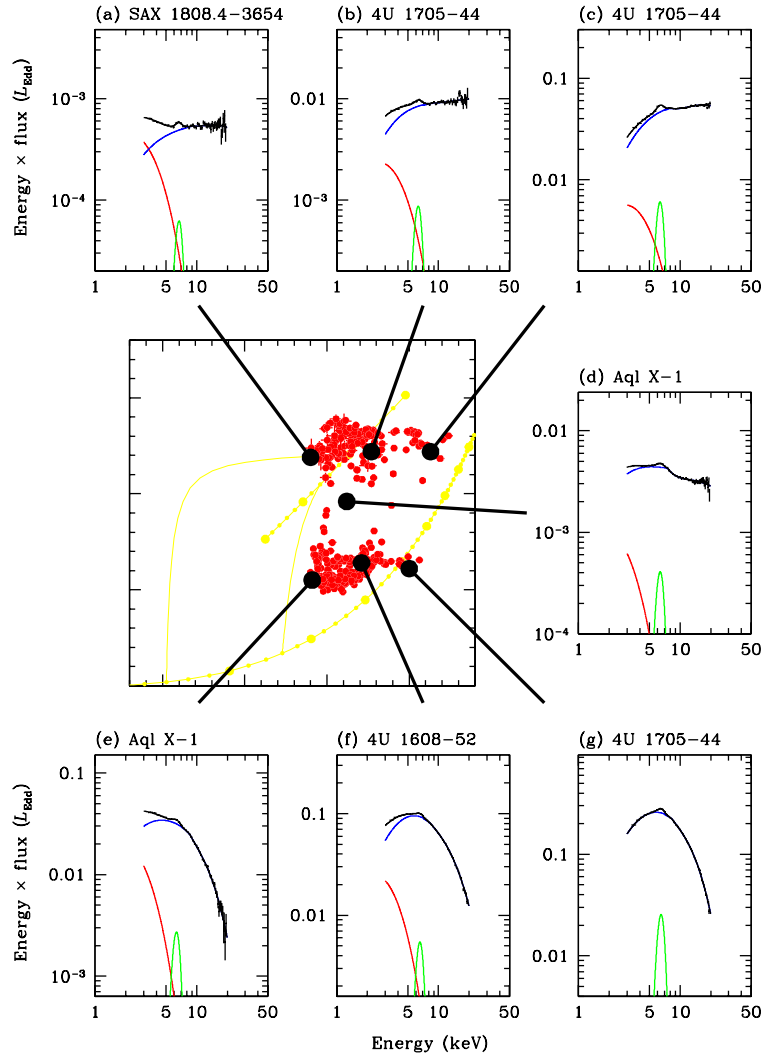 (a) SAX 1808.4−3654
(b) 4U 1705−44
(c) 4U 1705−44
Energy × flux (L_Edd)
10^−3
10^−4
0.01
10^−3
0.1
0.01
1 5 10 50
1 5 10 50
1 5 10 50
(d) Aql X−1
0.01
10^−3
10^−4
1 5 10 50
(e) Aql X−1
(f) 4U 1608−52
(g) 4U 1705−44
Energy × flux (L_Edd)
0.1
0.01
10^−3
0.1
0.01
0.1
0.01
1 5 10 50
1 5 10 50
1 5 10 50
Energy (keV)